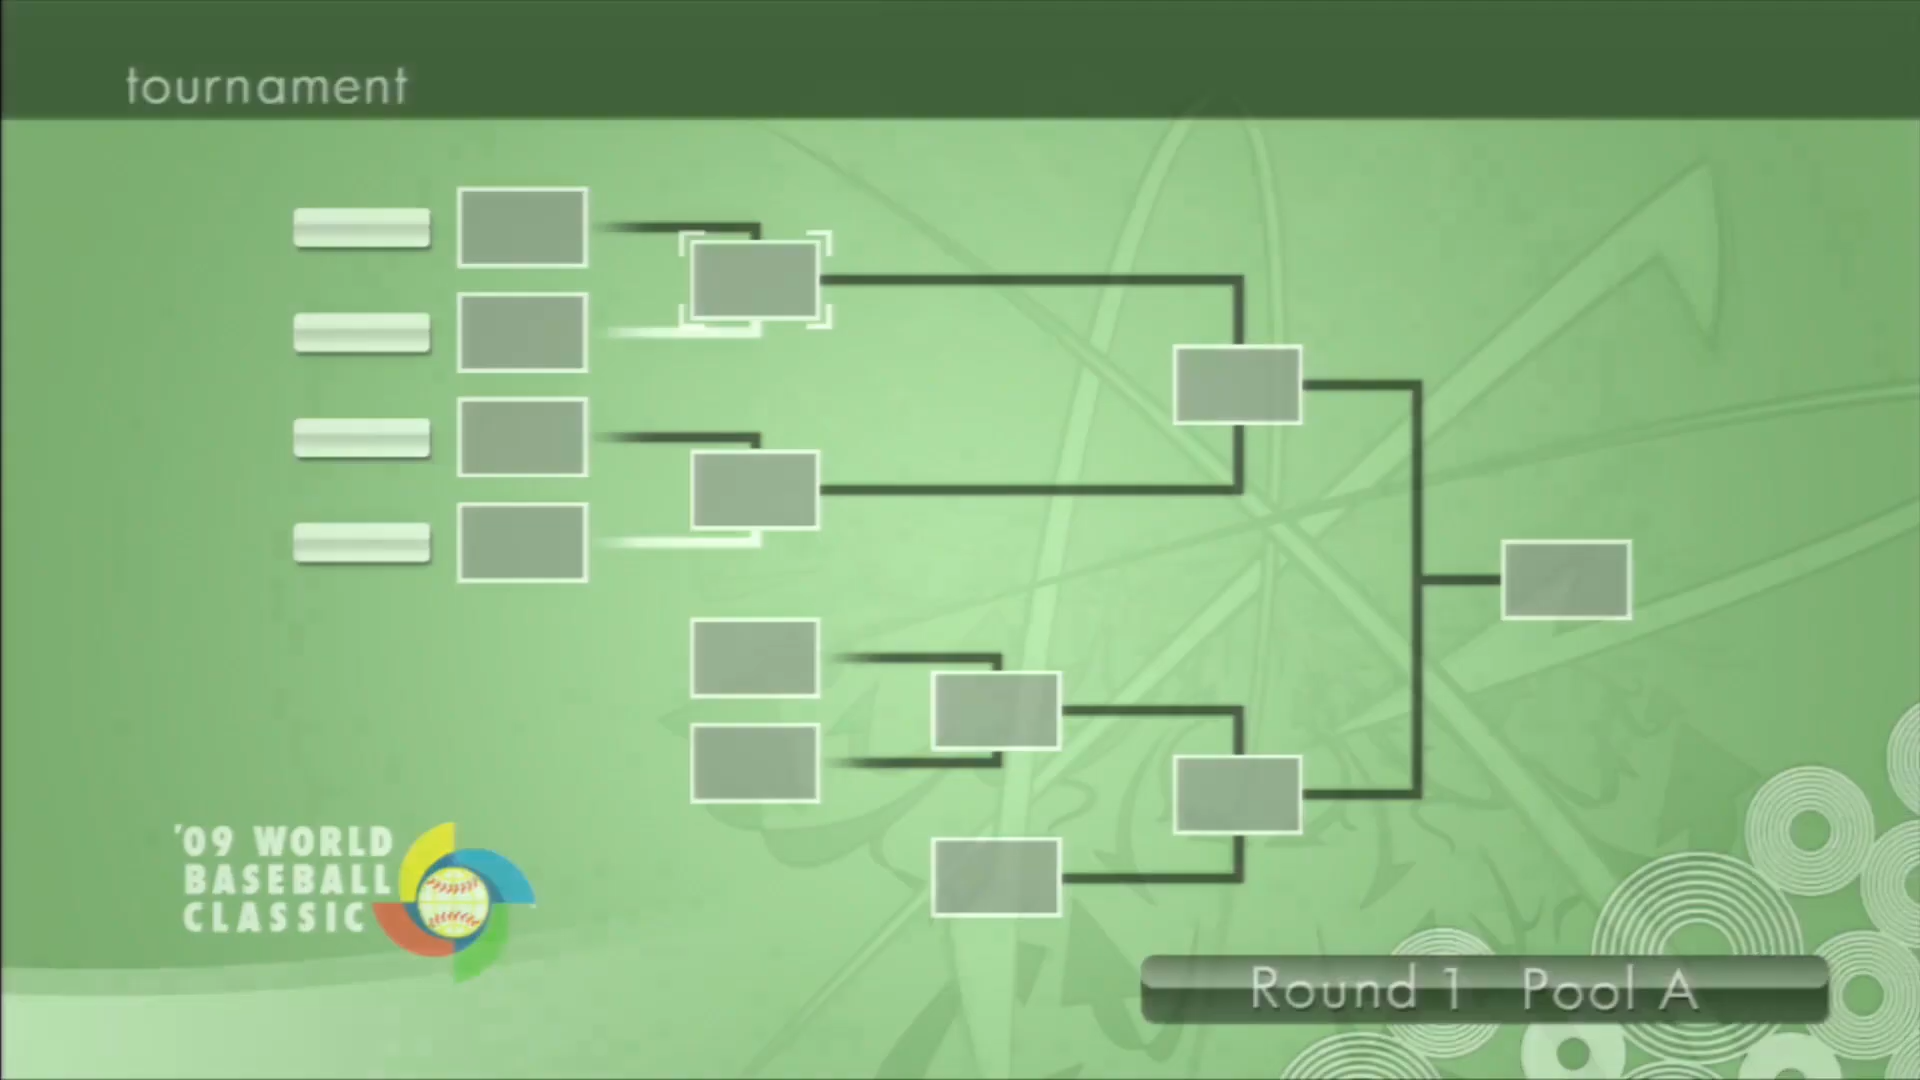 tournament
'09 WORLD
BASEBALL
CLASSIC
Round 1 Pool A